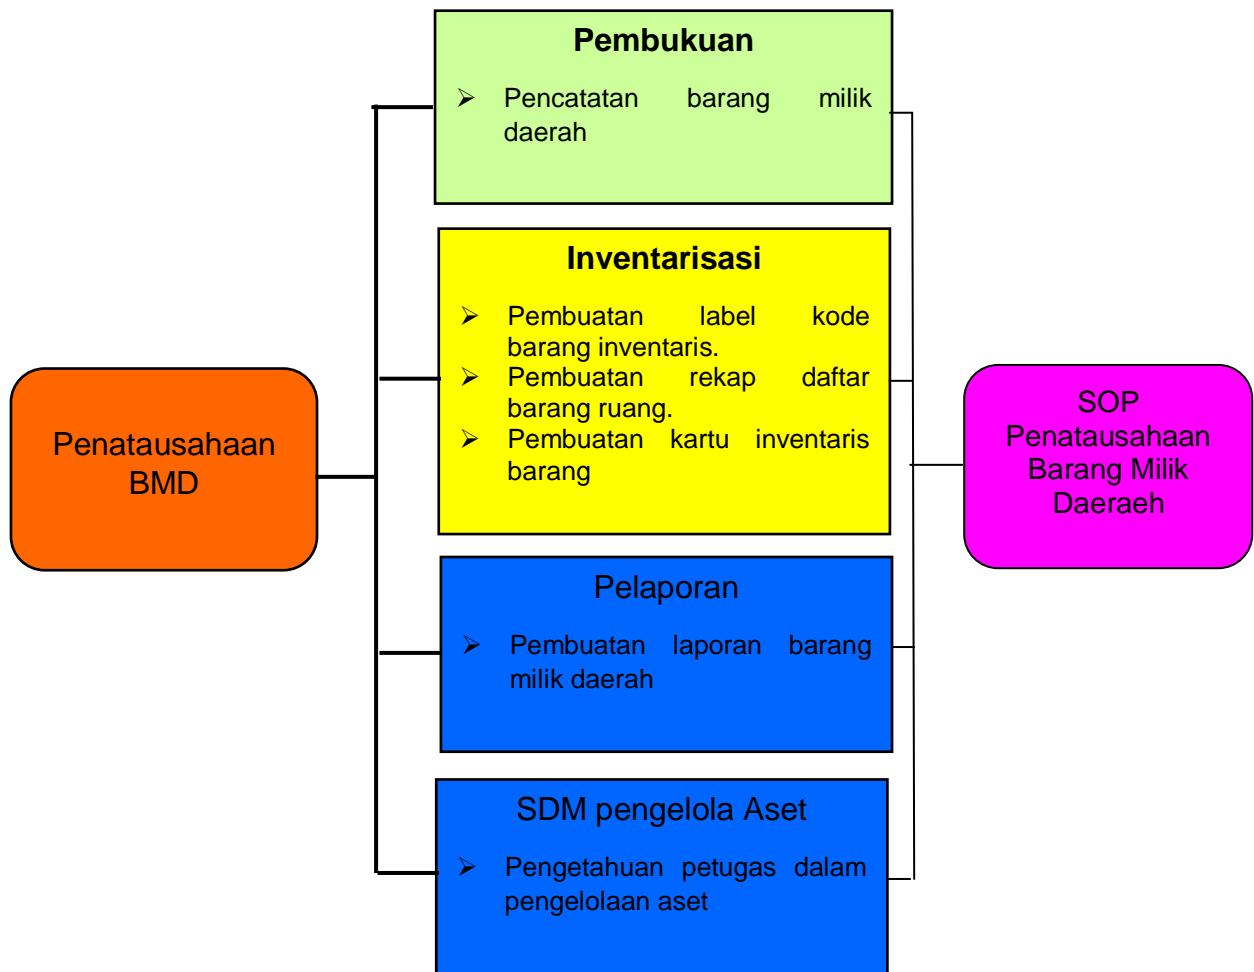 Pembukuan
➢ Pencatatan barang milik
daerah
Inventarisasi
➢ Pembuatan label kode
barang inventaris.
➢ Pembuatan rekap daftar
barang ruang.
➢ Pembuatan kartu inventaris
barang
Penatausahaan
BMD
SOP
Penatausahaan
Barang Milik
Daeraeh
Pelaporan
➢ Pembuatan laporan barang
milik daerah
SDM pengelola Aset
➢ Pengetahuan petugas dalam
pengelolaan aset